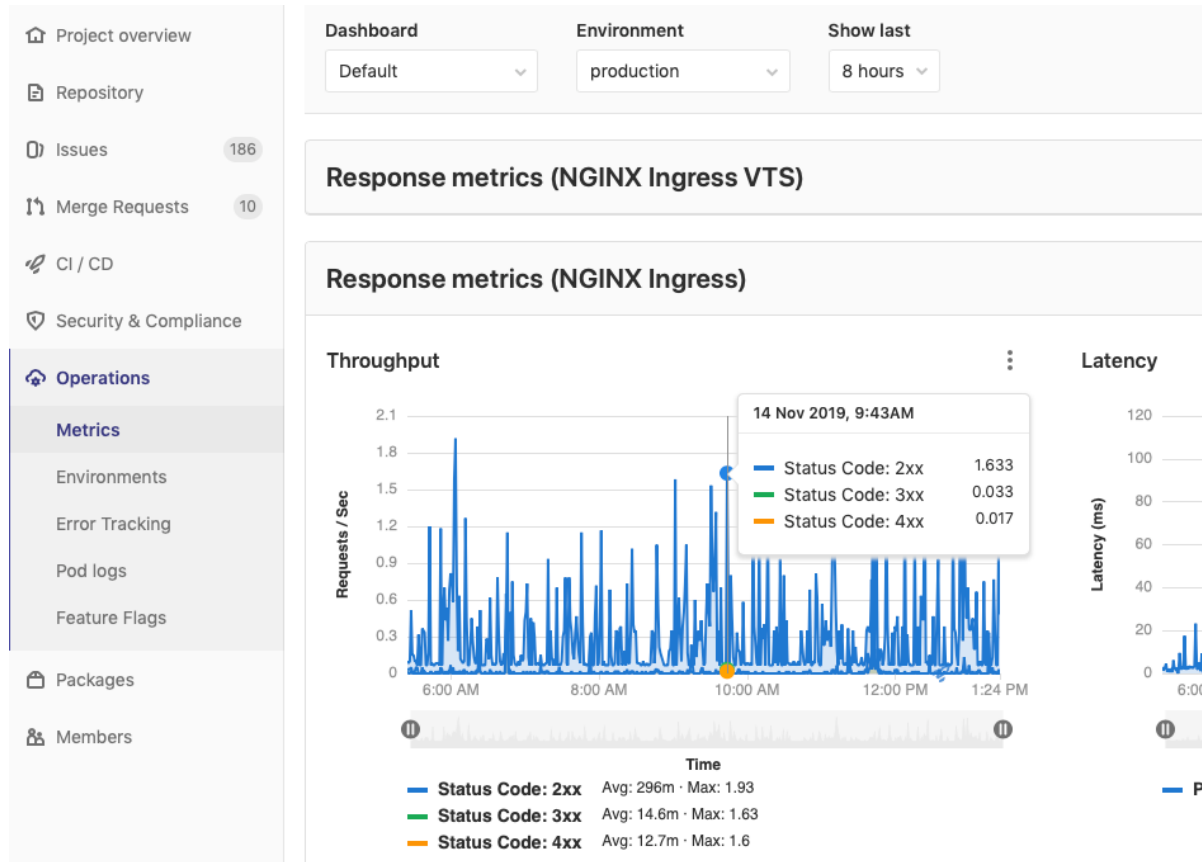 Project overview
Repository
Issues 186
Merge Requests 10
CI / CD
Security & Compliance
Operations
Metrics
Environments
Error Tracking
Pod logs
Feature Flags
Packages
Members
Dashboard Environment Show last
Default production 8 hours
Response metrics (NGINX Ingress VTS)
Response metrics (NGINX Ingress)
Throughput
Requests / Sec
2.1
1.8
1.5
1.2
0.9
0.6
0.3
0
14 Nov 2019, 9:43AM
Status Code: 2xx 1.633
Status Code: 3xx 0.033
Status Code: 4xx 0.017
6:00 AM 8:00 AM 10:00 AM 12:00 PM 1:24 PM
Time
Status Code: 2xx Avg: 296m · Max: 1.93
Status Code: 3xx Avg: 14.6m · Max: 1.63
Status Code: 4xx Avg: 12.7m · Max: 1.6
Latency
Latency (ms)
120
100
80
60
40
20
0
6:00
P